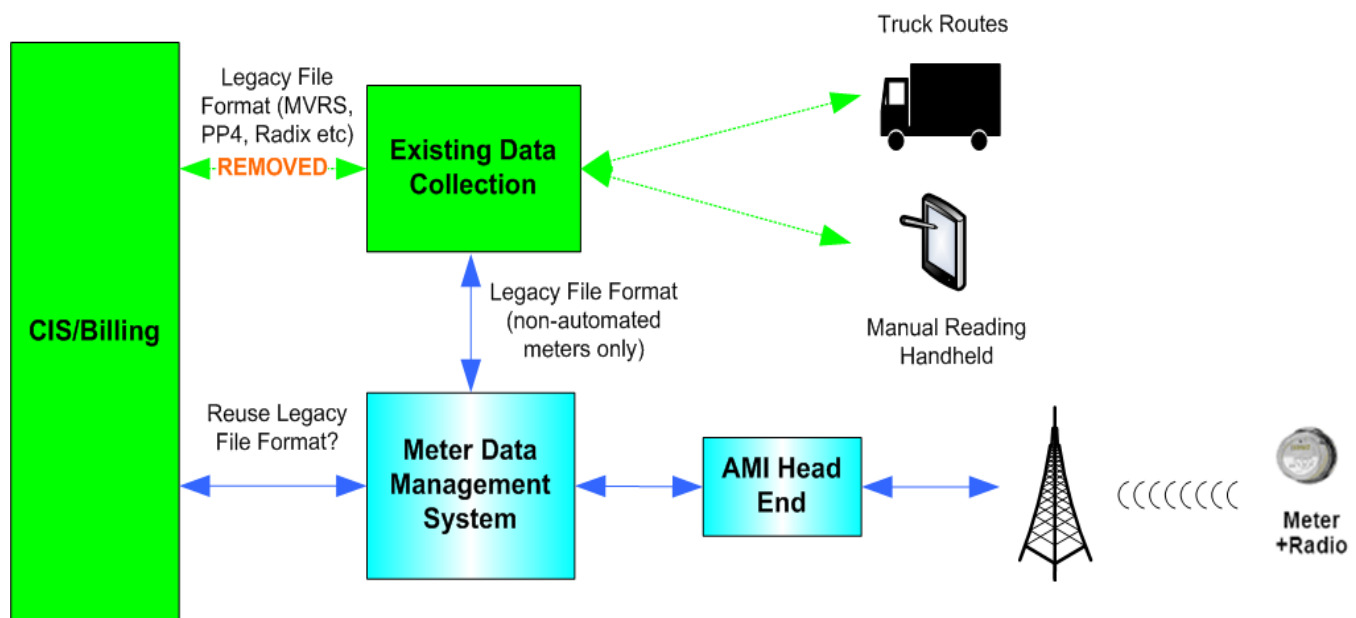 Truck Routes
Legacy File
Format (MVRS,
PP4, Radix etc)
REMOVED
Existing Data
Collection
Legacy File Format
(non-automated
meters only)
Manual Reading
Handheld
CIS/Billing
Reuse Legacy
File Format?
Meter Data
Management
System
AMI Head
End
Meter
+Radio